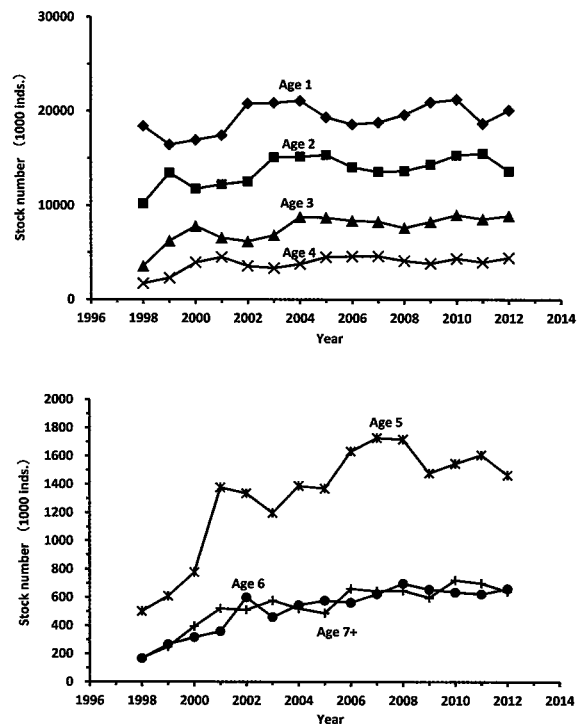 30000
20000
10000
0
Stock number (1000 inds.)
Age 1
Age 2
Age 3
Age 4
1996 1998 2000 2002 2004 2006 2008 2010 2012 2014
Year
2000
1800
1600
1400
1200
1000
800
600
400
200
0
Stock number (1000 inds.)
Age 5
Age 6
Age 7+
1996 1998 2000 2002 2004 2006 2008 2010 2012 2014
Year